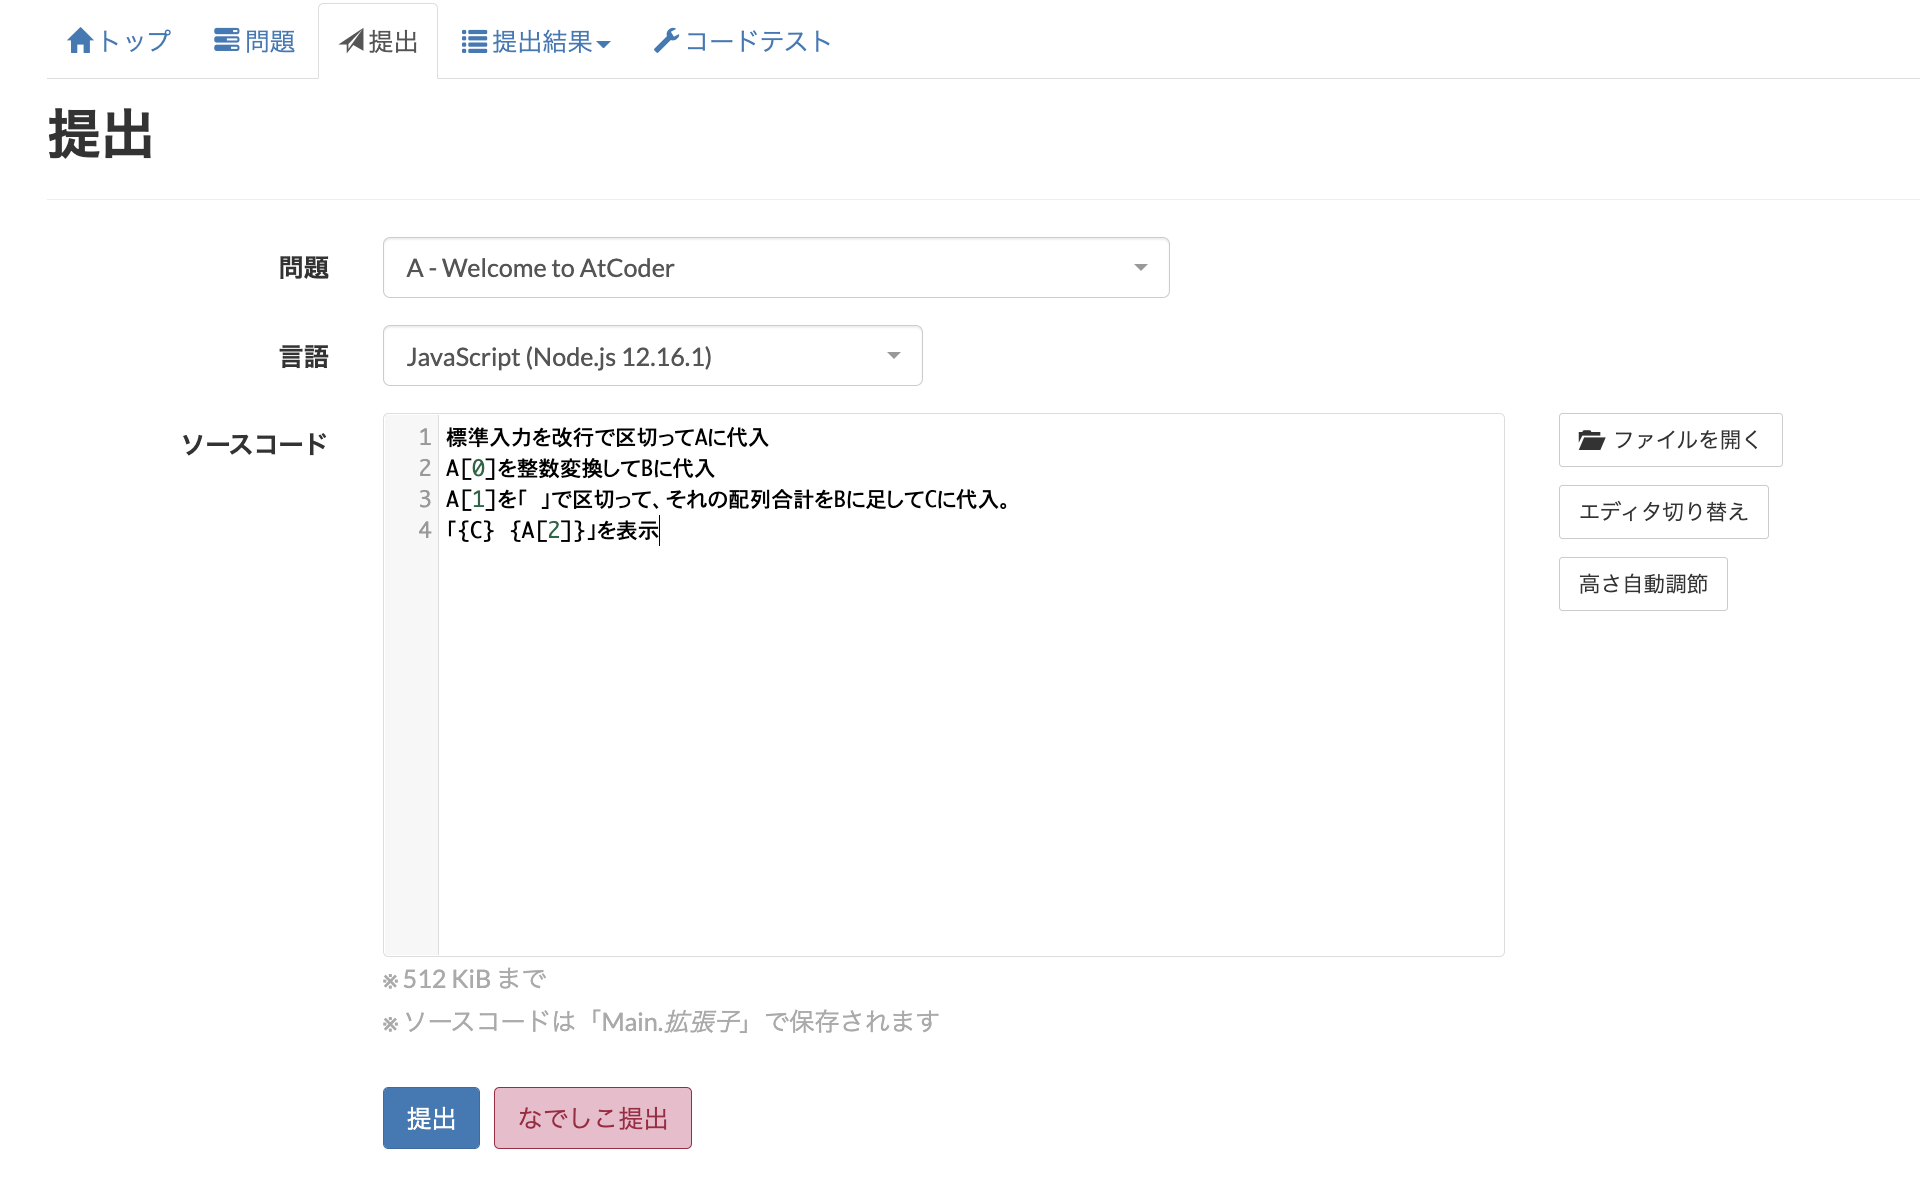 トップ 問題 提出 提出結果 コードテスト
提出
問題 A - Welcome to AtCoder
言語 JavaScript (Node.js 12.16.1)
ソースコード
1 標準入力を改行で区切ってAに代入
2 A[0]を整数変換してBに代入
3 A[1]を「 」で区切って、それの配列合計をBに足してCに代入。
4 「{C} {A[2]}」を表示
ファイルを開く
エディタ切り替え
高さ自動調節
※ 512 KiB まで
※ ソースコードは「Main.拡張子」で保存されます
提出 なでしこ提出